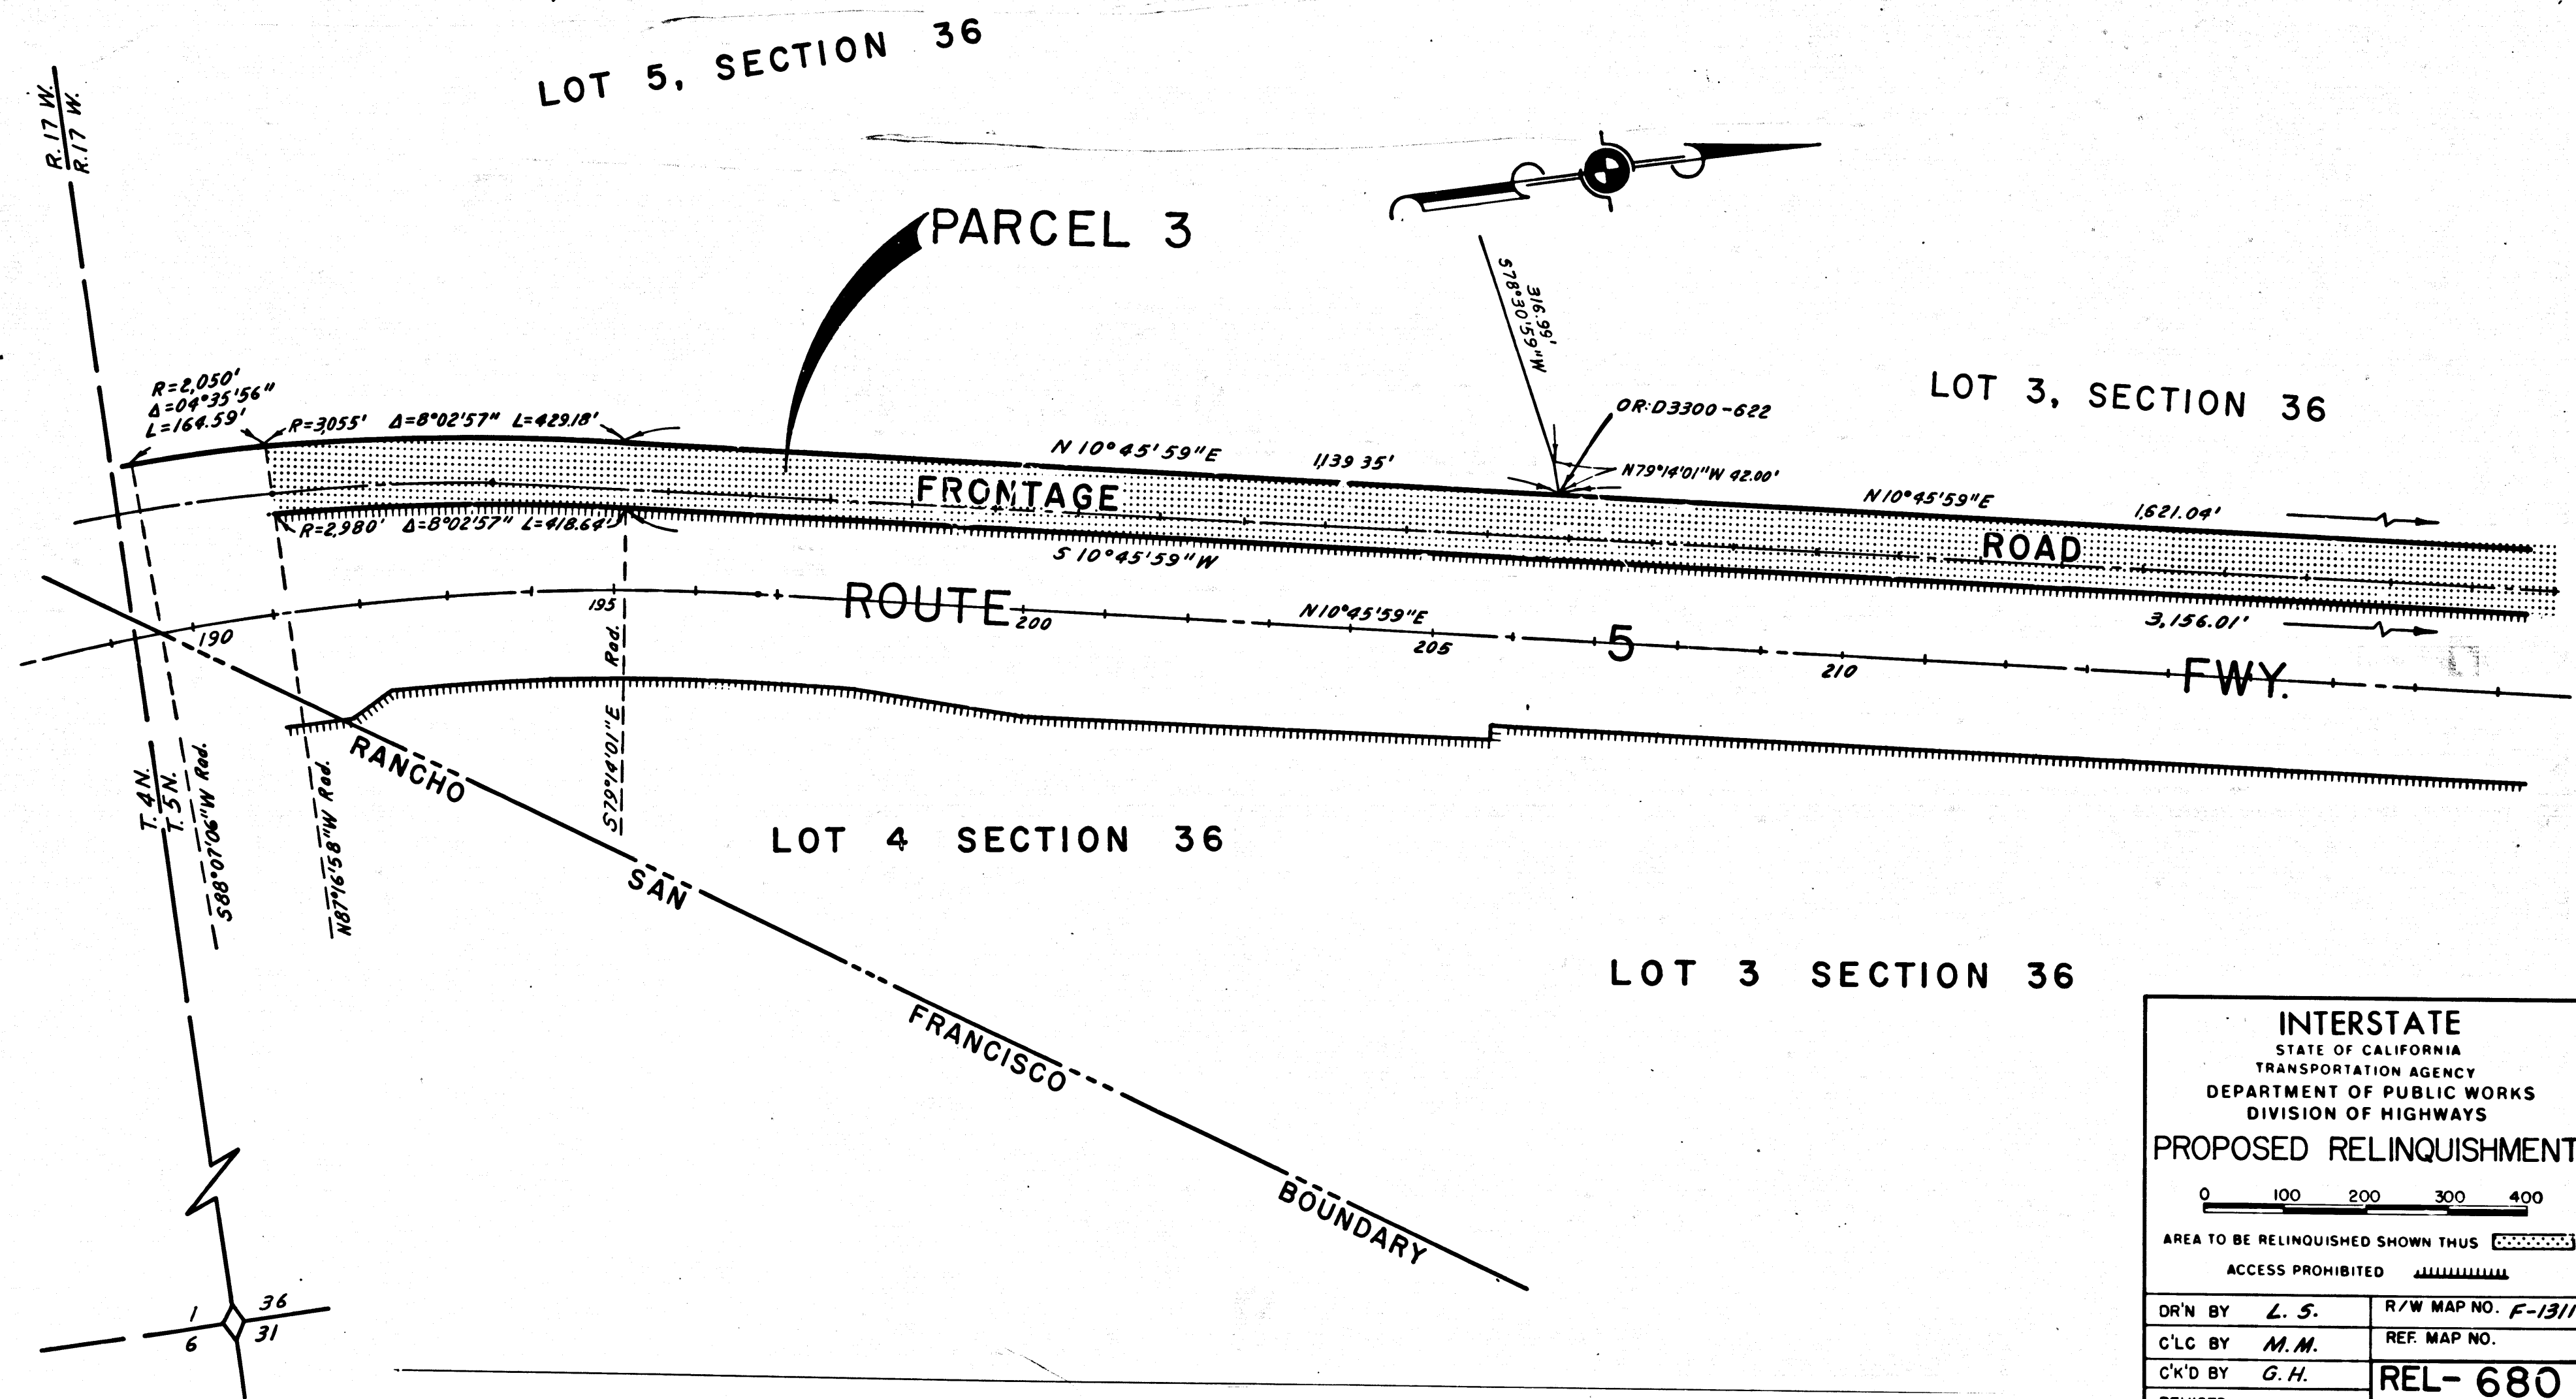 LOT 5, SECTION 36
R. 17 W.
R. 17 W.
PARCEL 3
S78°30'59"W
316.99'
R=2,050'
Δ=04°35'56"
L=164.59'
R=3055' Δ=8°02'57" L=429.18'
N 10°45'59"E 1,139 35'
OR: D3300-622
N79°14'01"W 42.00'
LOT 3, SECTION 36
N10°45'59"E 1,621.04'
FRONTAGE ROAD
R=2,980' Δ=8°02'57" L=418.64'
S 10°45'59"W
3,156.01'
ROUTE 5 FWY.
190
195
200
N10°45'59"E
205
210
T. 4 N.
T. 5 N.
S88°07'06"W Rad.
N87°16'58"W Rad.
S79°14'01"E Rad.
RANCHO SAN FRANCISCO BOUNDARY
LOT 4 SECTION 36
LOT 3 SECTION 36
1 36
6 31
INTERSTATE
STATE OF CALIFORNIA
TRANSPORTATION AGENCY
DEPARTMENT OF PUBLIC WORKS
DIVISION OF HIGHWAYS
PROPOSED RELINQUISHMENT
0 100 200 300 400
AREA TO BE RELINQUISHED SHOWN THUS
ACCESS PROHIBITED
DR'N BY L. S. R/W MAP NO. F-1311
C'LC BY M.M. REF. MAP NO.
C'K'D BY G.H. REL- 680